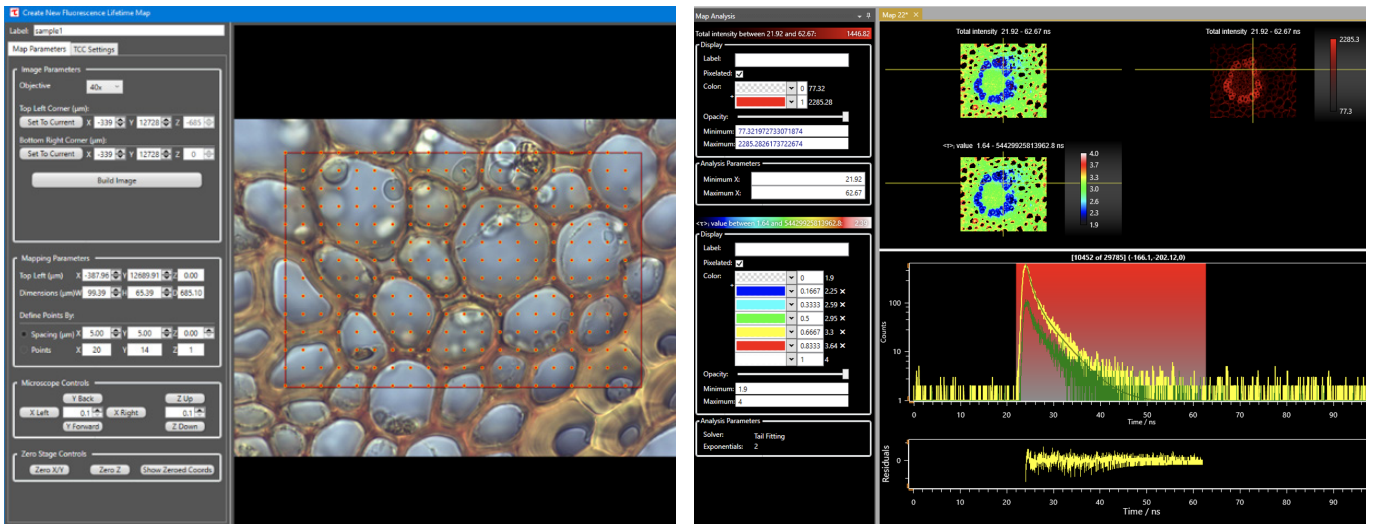 Create New Fluorescence Lifetime Map
Label: sample1
Map Parameters TCC Settings
Image Parameters
Objective 40x
Top Left Corner (μm):
Set To Current X -339 Y 12728 Z -685
Bottom Right Corner (μm):
Set To Current X -339 Y 12728 Z 0
Build Image
Mapping Parameters
Top Left (μm) X -387.96 Y 12689.91 Z 0.00
Dimensions (μm) W 99.39 H 65.39 D 685.10
Define Points By:
Spacing (μm) X 5.00 Y 5.00 Z 0.00
Points X 20 Y 14 Z 1
Microscope Controls
Y Back Z Up
X Left 0.1 X Right 0.1
Y Forward Z Down
Zero Stage Controls
Zero X/Y Zero Z Show Zeroed Coords
Map Analysis
Total intensity between 21.92 and 62.67: 1446.82
Display
Label:
Pixelated:
Color: 0 77.32
1 2285.28
Opacity:
Minimum: 77.321972733071874
Maximum: 2285.2826173722674
Analysis Parameters
Minimum X: 21.92
Maximum X: 62.67
<τ>, value between 1.64 and 54429925813962.8:
Display
Label:
Pixelated:
Color: 0 1.9
0.1667 2.25 ×
0.3333 2.59 ×
0.5 2.95 ×
0.6667 3.3 ×
0.8333 3.64 ×
1 4
Opacity:
Minimum: 1.9
Maximum: 4
Analysis Parameters
Solver: Tail Fitting
Exponentials: 2
Map 22* ×
Total intensity 21.92 - 62.67 ns
Total intensity 21.92 - 62.67 ns
2285.3
77.3
<τ>, value 1.64 - 54429925813962.8 ns
4.0
3.7
3.3
3.0
2.6
2.3
1.9
[10452 of 29785] (-166.1,-202.12,0)
Counts
100
10
1
0 10 20 30 40 50 60 70 80 90
Time / ns
Residuals
0
0 10 20 30 40 50 60 70 80 90
Time / ns